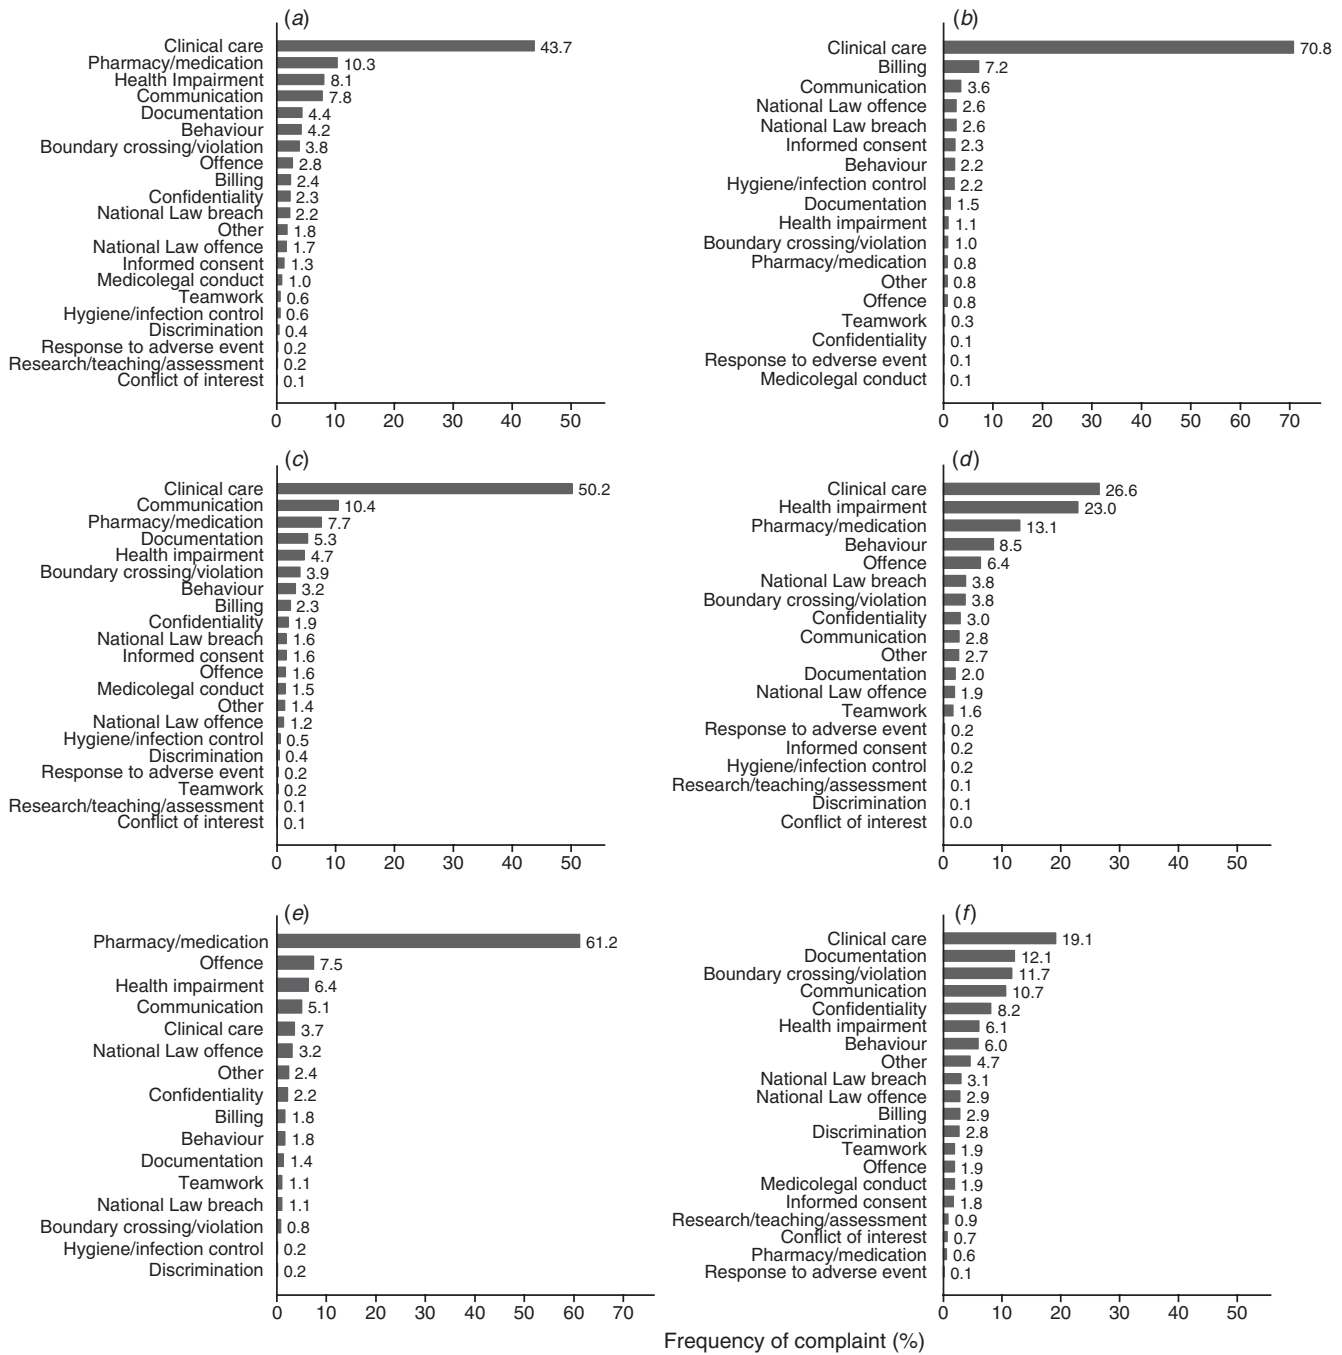 (a)
Clinical care 43.7
Pharmacy/medication 10.3
Health Impairment 8.1
Communication 7.8
Documentation 4.4
Behaviour 4.2
Boundary crossing/violation 3.8
Offence 2.8
Billing 2.4
Confidentiality 2.3
National Law breach 2.2
Other 1.8
National Law offence 1.7
Informed consent 1.3
Medicolegal conduct 1.0
Teamwork 0.6
Hygiene/infection control 0.6
Discrimination 0.4
Response to adverse event 0.2
Research/teaching/assessment 0.2
Conflict of interest 0.1
0 10 20 30 40 50
(b)
Clinical care 70.8
Billing 7.2
Communication 3.6
National Law offence 2.6
National Law breach 2.6
Informed consent 2.3
Behaviour 2.2
Hygiene/infection control 2.2
Documentation 1.5
Health impairment 1.1
Boundary crossing/violation 1.0
Pharmacy/medication 0.8
Other 0.8
Offence 0.8
Teamwork 0.3
Confidentiality 0.1
Response to edverse event 0.1
Medicolegal conduct 0.1
0 10 20 30 40 50 60 70
(c)
Clinical care 50.2
Communication 10.4
Pharmacy/medication 7.7
Documentation 5.3
Health impairment 4.7
Boundary crossing/violation 3.9
Behaviour 3.2
Billing 2.3
Confidentiality 1.9
National Law breach 1.6
Informed consent 1.6
Offence 1.6
Medicolegal conduct 1.5
Other 1.4
National Law offence 1.2
Hygiene/infection control 0.5
Discrimination 0.4
Response to adverse event 0.2
Teamwork 0.2
Research/teaching/assessment 0.1
Conflict of interest 0.1
0 10 20 30 40 50
(d)
Clinical care 26.6
Health impairment 23.0
Pharmacy/medication 13.1
Behaviour 8.5
Offence 6.4
National Law breach 3.8
Boundary crossing/violation 3.8
Confidentiality 3.0
Communication 2.8
Other 2.7
Documentation 2.0
National Law offence 1.9
Teamwork 1.6
Response to adverse event 0.2
Informed consent 0.2
Hygiene/infection control 0.2
Research/teaching/assessment 0.1
Discrimination 0.1
Conflict of interest 0.0
0 10 20 30 40 50
(e)
Pharmacy/medication 61.2
Offence 7.5
Health impairment 6.4
Communication 5.1
Clinical care 3.7
National Law offence 3.2
Other 2.4
Confidentiality 2.2
Billing 1.8
Behaviour 1.8
Documentation 1.4
Teamwork 1.1
National Law breach 1.1
Boundary crossing/violation 0.8
Hygiene/infection control 0.2
Discrimination 0.2
0 10 20 30 40 50 60 70
(f)
Clinical care 19.1
Documentation 12.1
Boundary crossing/violation 11.7
Communication 10.7
Confidentiality 8.2
Health impairment 6.1
Behaviour 6.0
Other 4.7
National Law breach 3.1
National Law offence 2.9
Billing 2.9
Discrimination 2.8
Teamwork 1.9
Offence 1.9
Medicolegal conduct 1.9
Informed consent 1.8
Research/teaching/assessment 0.9
Conflict of interest 0.7
Pharmacy/medication 0.6
Response to adverse event 0.1
0 10 20 30 40 50
Frequency of complaint (%)